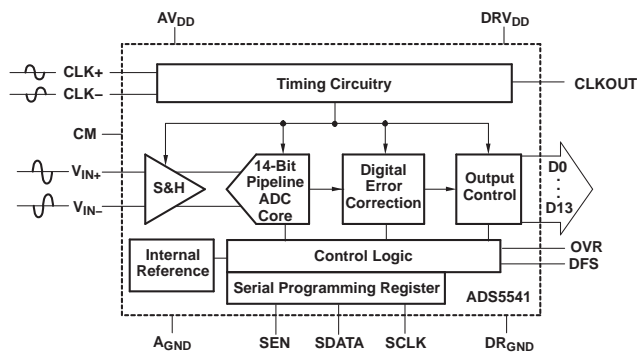 AVDD
DRVDD
CLK+
CLK−
Timing Circuitry
CLKOUT
CM
VIN+
VIN−
S&H
14-Bit
Pipeline
ADC
Core
Digital
Error
Correction
Output
Control
D0
.
.
.
.
D13
Internal
Reference
Control Logic
OVR
DFS
Serial Programming Register
ADS5541
AGND
SEN
SDATA
SCLK
DRGND